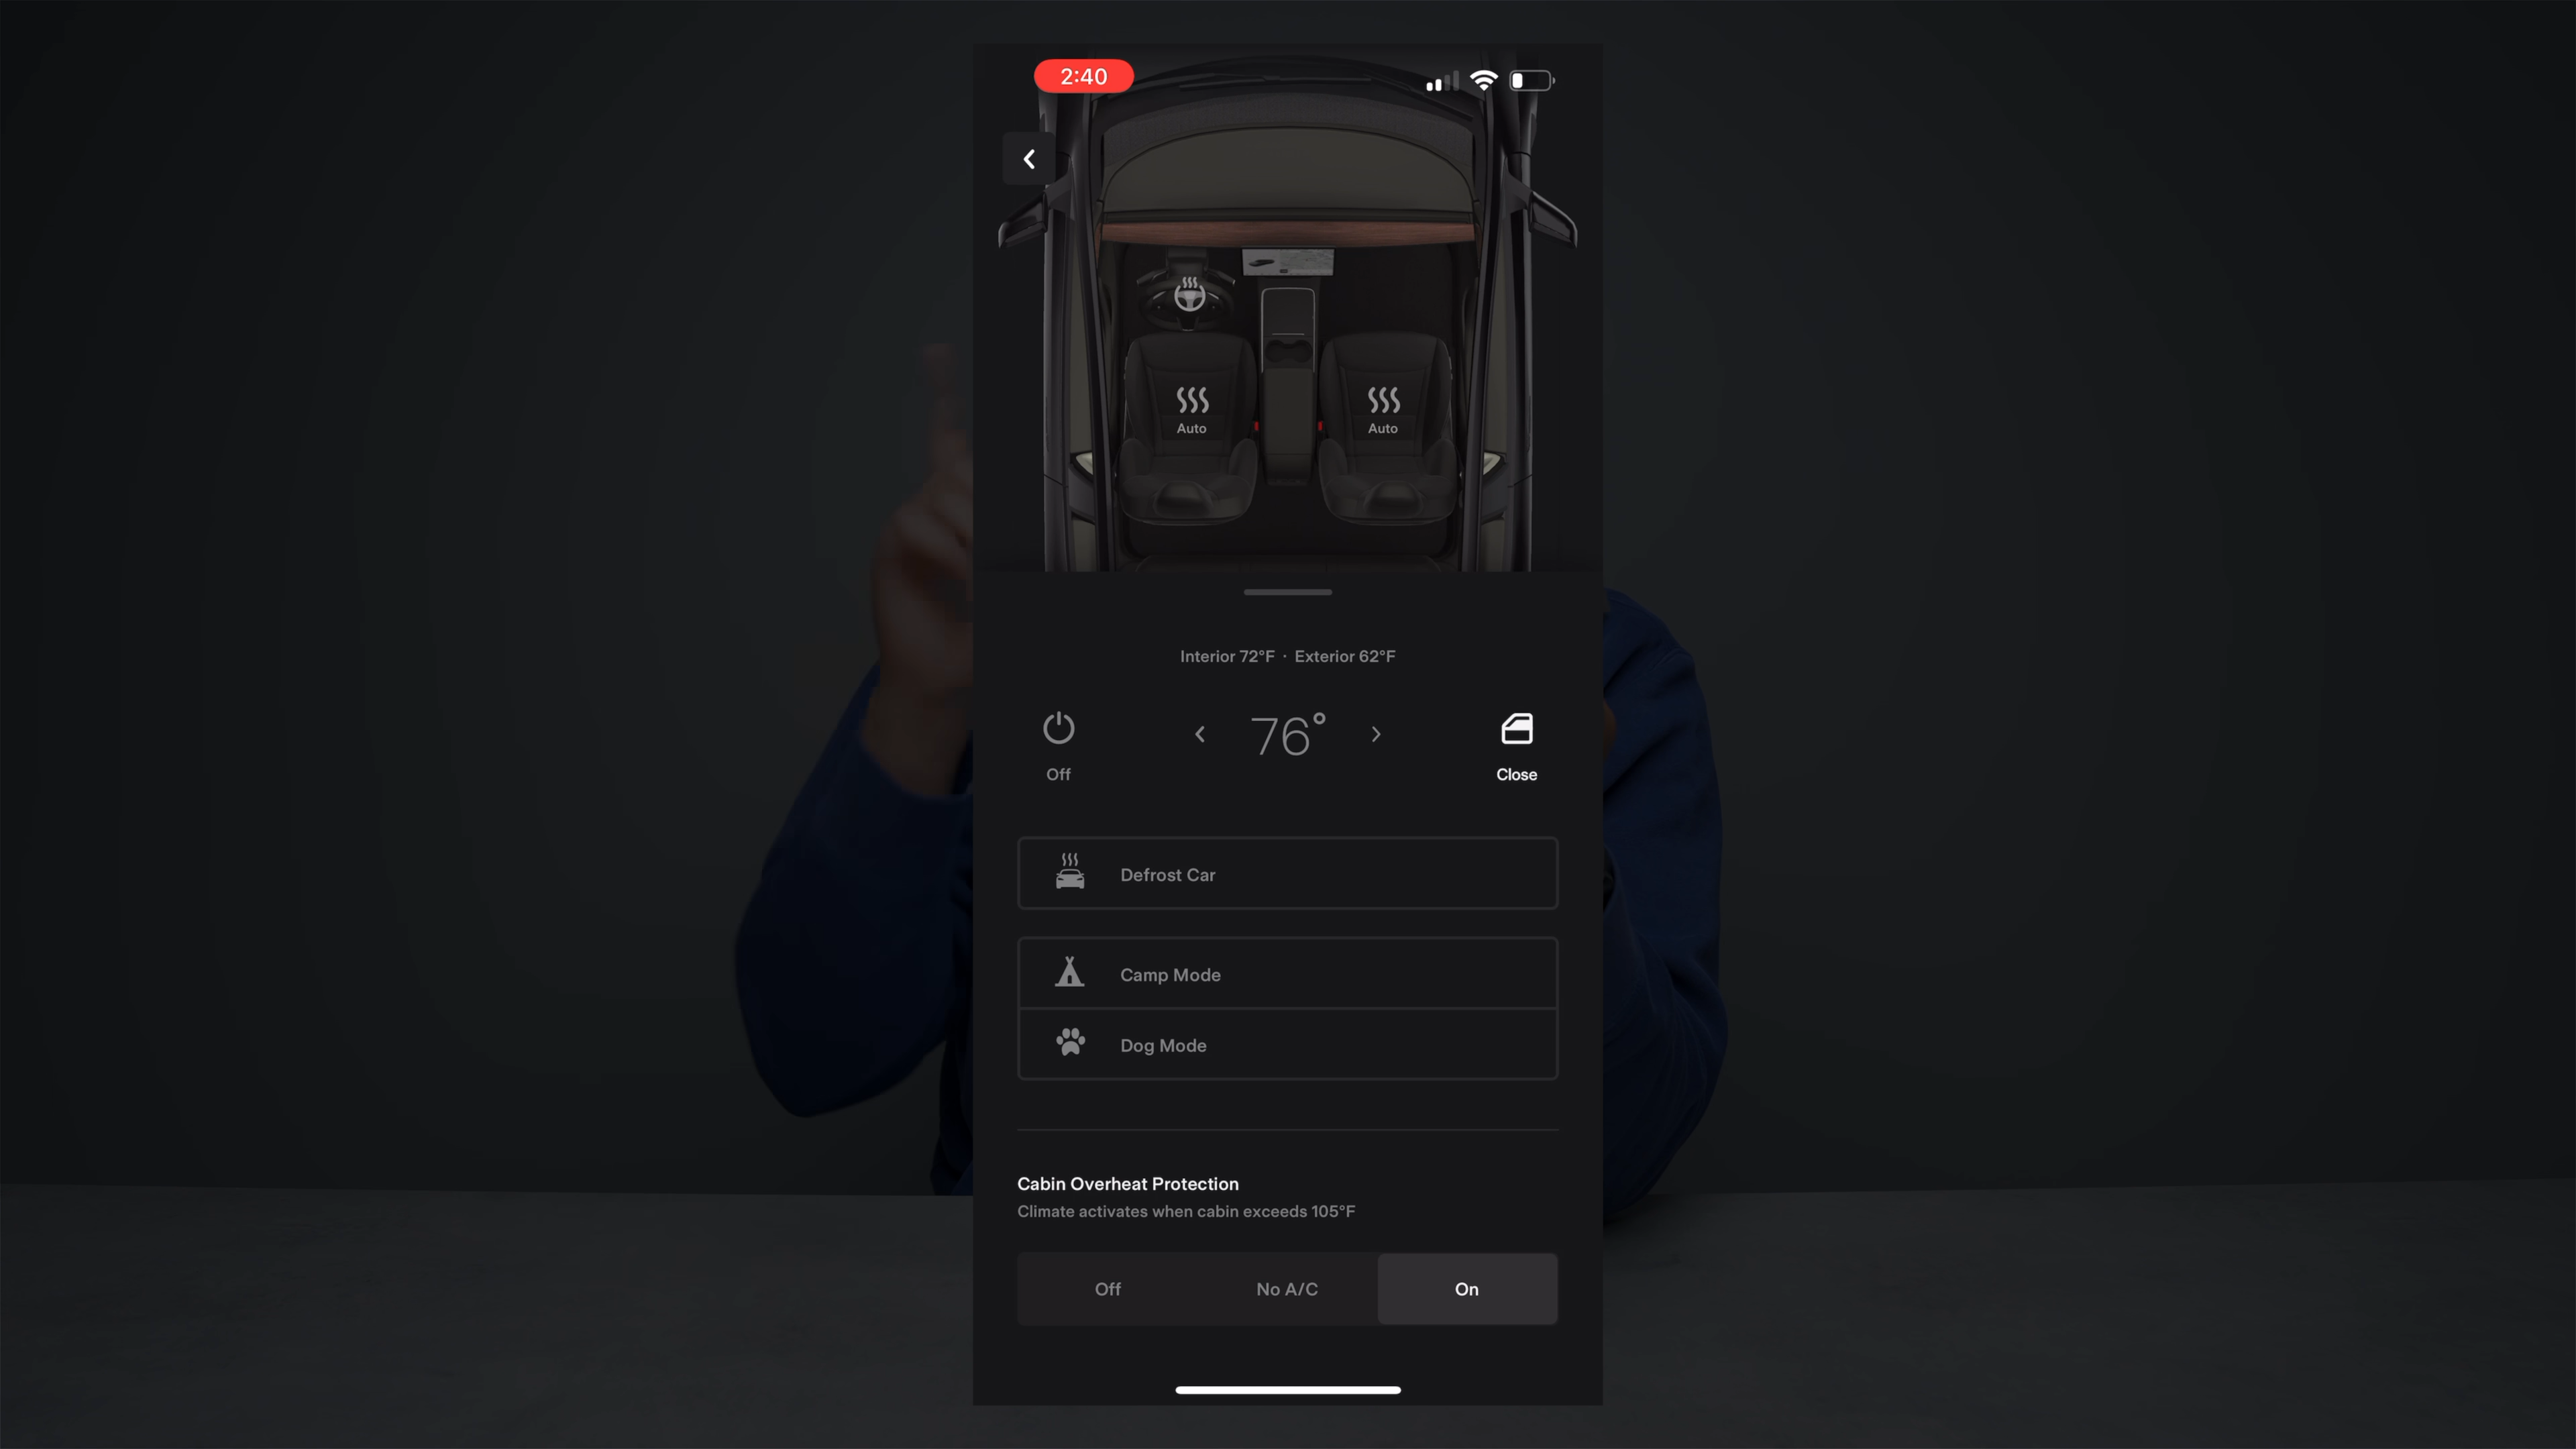 2:40
Auto
Auto
Interior 72°F · Exterior 62°F
76°
Off
Close
Defrost Car
Camp Mode
Dog Mode
Cabin Overheat Protection
Climate activates when cabin exceeds 105°F
Off
No A/C
On